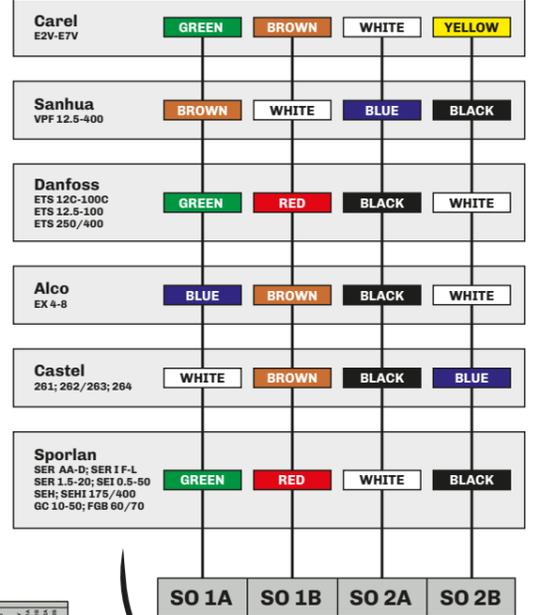 Carel
E2V-E7V
GREEN BROWN WHITE YELLOW
Sanhua
VPF 12.5-400
BROWN WHITE BLUE BLACK
Danfoss
ETS 12C-100C
ETS 12.5-100
ETS 250/400
GREEN RED BLACK WHITE
Alco
EX 4-8
BLUE BROWN BLACK WHITE
Castel
261; 262/263; 264
WHITE BROWN BLACK BLUE
Sporlan
SER AA-D; SER I F-L
SER 1.5-20; SEI 0.5-50
SEH; SEHI 175/400
GC 10-50; FGB 60/70
GREEN RED WHITE BLACK
SO 1A SO 1B SO 2A SO 2B